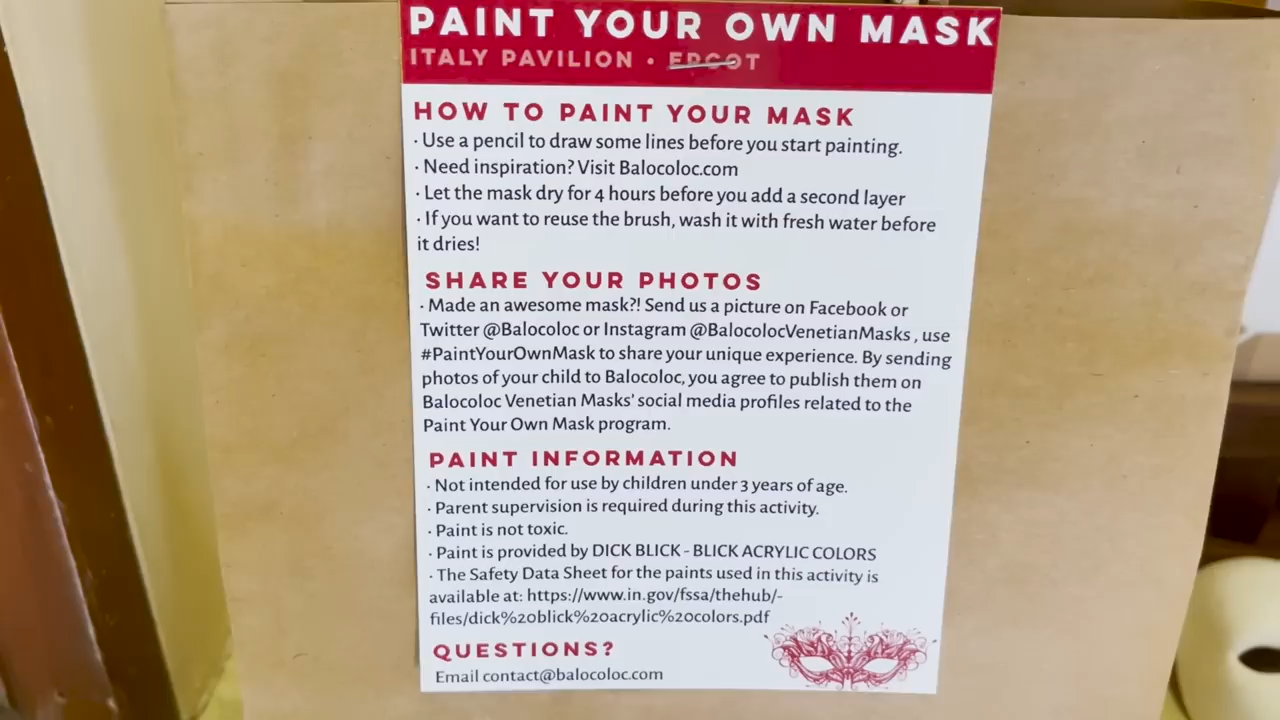 PAINT YOUR OWN MASK
ITALY PAVILION • EPCOT
HOW TO PAINT YOUR MASK
· Use a pencil to draw some lines before you start painting.
· Need inspiration? Visit Balocoloc.com
· Let the mask dry for 4 hours before you add a second layer
· If you want to reuse the brush, wash it with fresh water before
it dries!
SHARE YOUR PHOTOS
· Made an awesome mask?! Send us a picture on Facebook or
Twitter @Balocoloc or Instagram @BalocolocVenetianMasks , use
#PaintYourOwnMask to share your unique experience. By sending
photos of your child to Balocoloc, you agree to publish them on
Balocoloc Venetian Masks' social media profiles related to the
Paint Your Own Mask program.
PAINT INFORMATION
· Not intended for use by children under 3 years of age.
· Parent supervision is required during this activity.
· Paint is not toxic.
· Paint is provided by DICK BLICK - BLICK ACRYLIC COLORS
· The Safety Data Sheet for the paints used in this activity is
available at: https://www.in.gov/fssa/thehub/-
files/dick%20blick%20acrylic%20colors.pdf
QUESTIONS?
Email contact@balocoloc.com